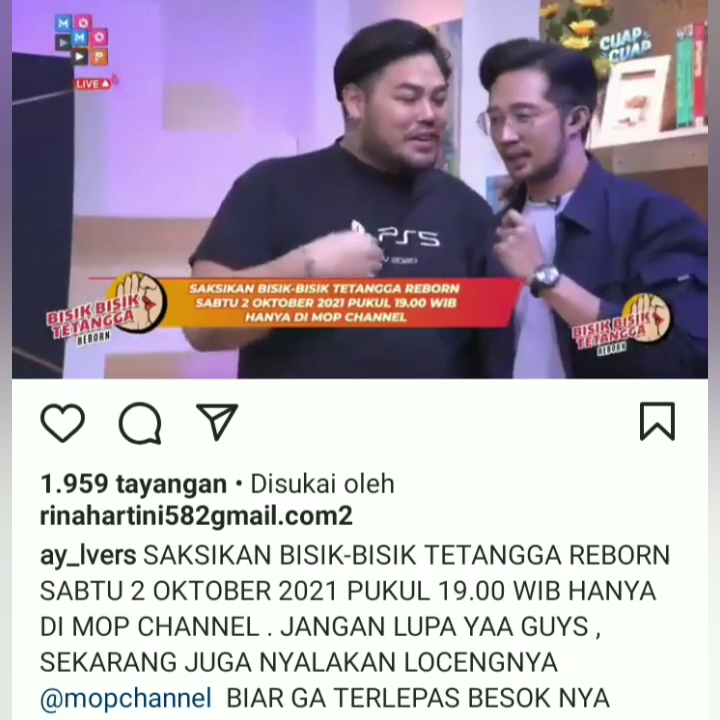 MOMO
MOP
LIVE
CUAP
CUAP
PS5
SAKSIKAN BISIK-BISIK TETANGGA REBORN
SABTU 2 OKTOBER 2021 PUKUL 19.00 WIB
HANYA DI MOP CHANNEL
BISIK BISIK
TETANGGA
REBORN
BISIK BISIK
TETANGGA
REBORN
1.959 tayangan • Disukai oleh
rinahartini582gmail.com2
ay_lvers SAKSIKAN BISIK-BISIK TETANGGA REBORN
SABTU 2 OKTOBER 2021 PUKUL 19.00 WIB HANYA
DI MOP CHANNEL . JANGAN LUPA YAA GUYS ,
SEKARANG JUGA NYALAKAN LOCENGNYA
@mopchannel BIAR GA TERLEPAS BESOK NYA